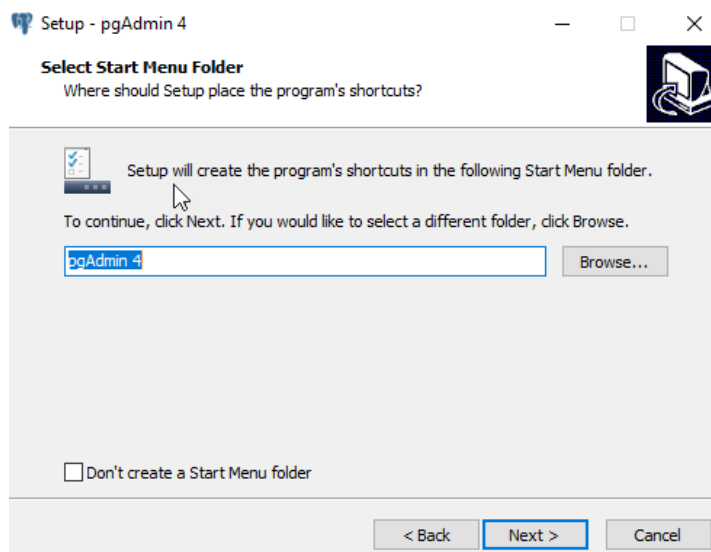 Setup - pgAdmin 4
Select Start Menu Folder
Where should Setup place the program's shortcuts?
Setup will create the program's shortcuts in the following Start Menu folder.
To continue, click Next. If you would like to select a different folder, click Browse.
pgAdmin 4
Browse...
Don't create a Start Menu folder
< Back
Next >
Cancel